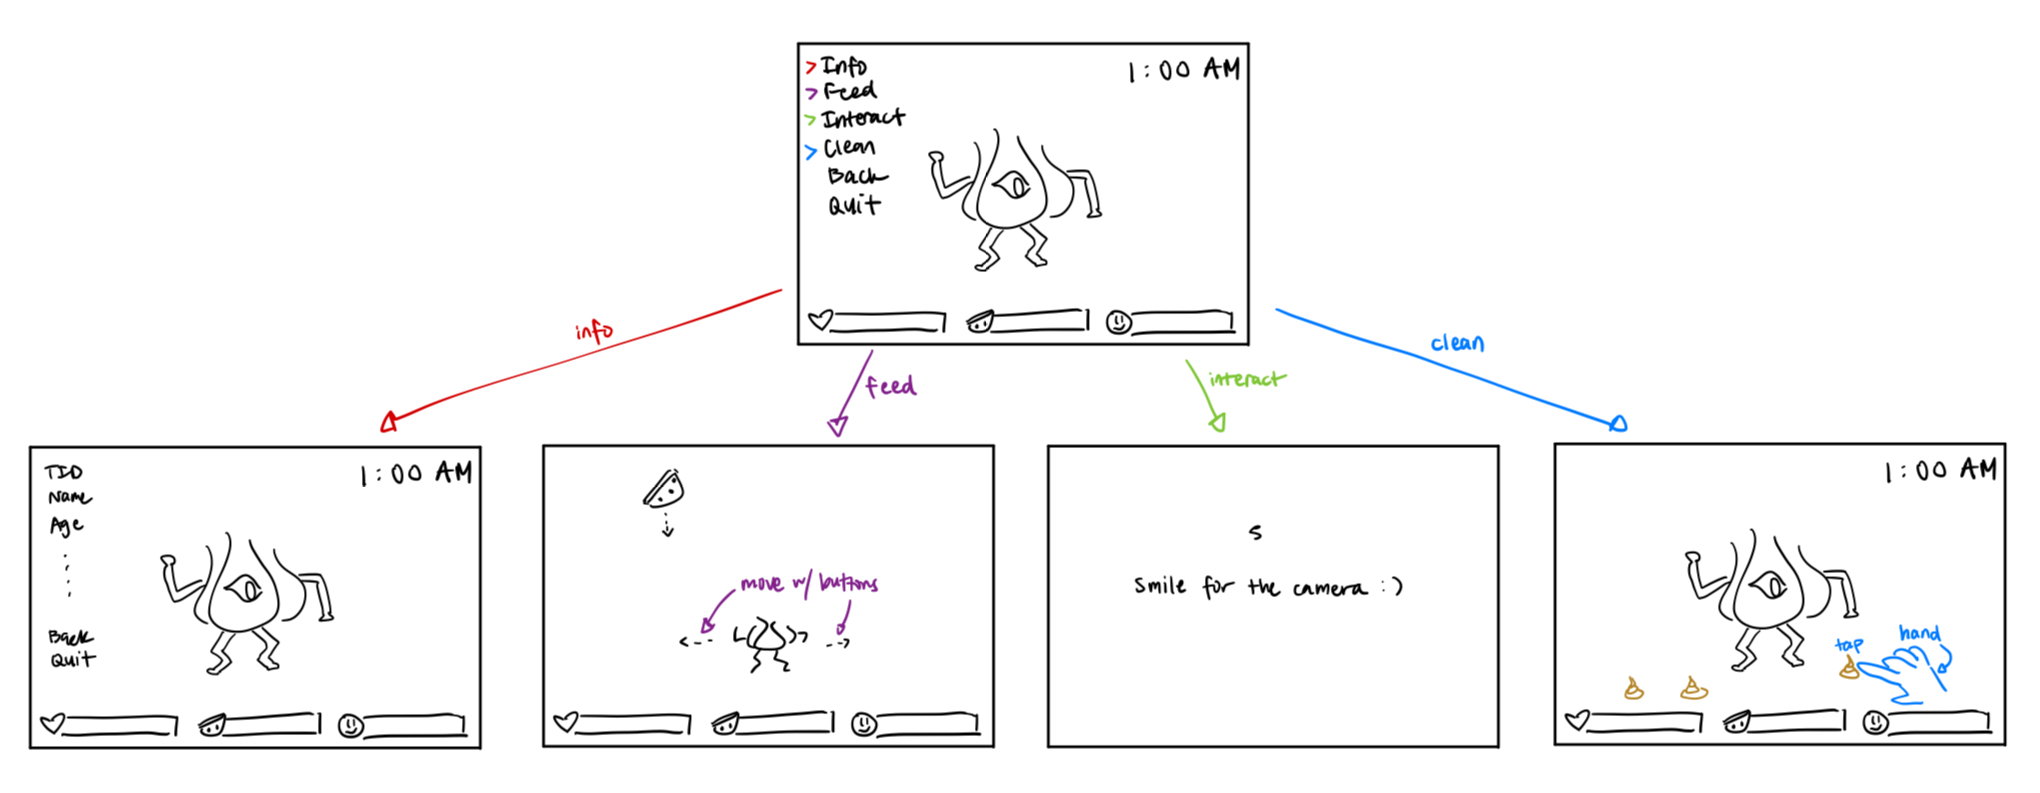 > Info
1:00 AM
> Feed
> Interact
> Clean
Back
Quit
info
feed
interact
clean
TID
1:00 AM
Name
Age
Back
Quit
move w/ buttons
5
Smile for the camera :)
1:00 AM
tap
hand